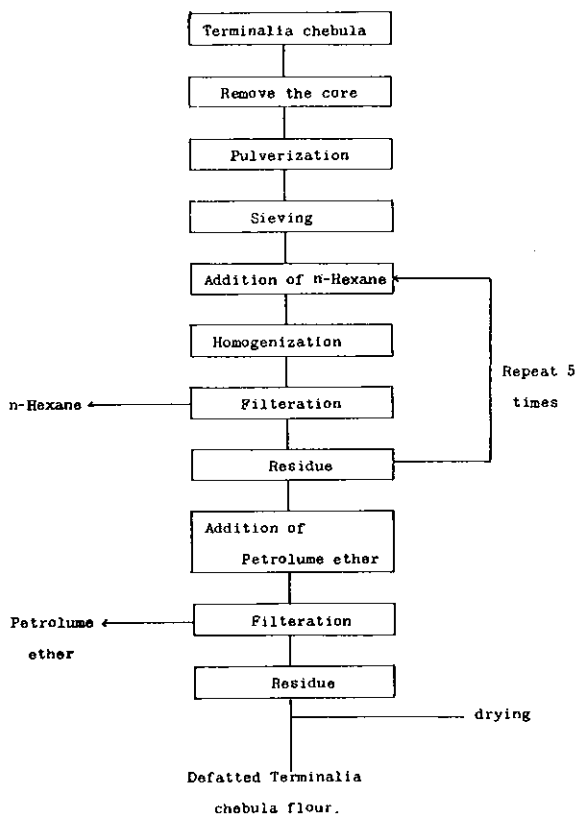 Terminalia chebula
Remove the core
Pulverization
Sieving
Addition of n-Hexane
Homogenization
Repeat 5
times
n-Hexane
Filteration
Residue
Addition of
Petrolume ether
Petrolume
ether
Filteration
Residue
drying
Defatted Terminalia
chebula flour.